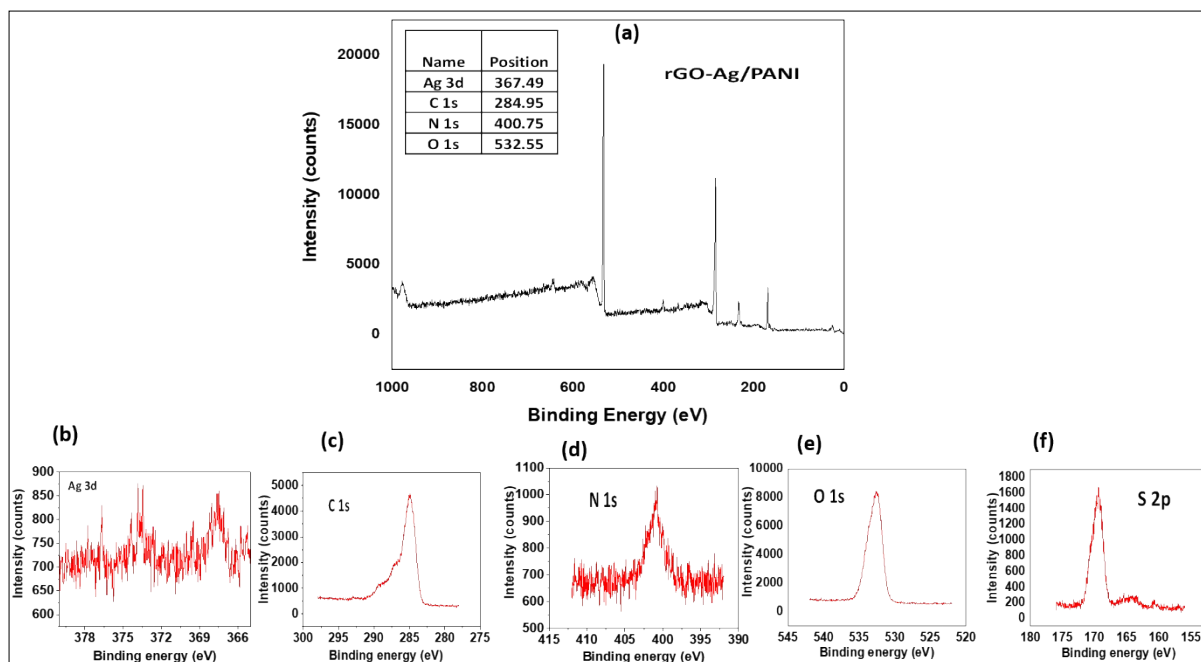 (a)
Name Position
Ag 3d 367.49
C 1s 284.95
N 1s 400.75
O 1s 532.55
rGO-Ag/PANI
Intensity (counts)
20000
15000
10000
5000
0
1000 800 600 400 200 0
Binding Energy (eV)
(b)
Ag 3d
Intensity (counts)
900
850
800
750
700
650
600
378 375 372 369 366
Binding energy (eV)
(c)
C 1s
Intensity (counts)
5000
4000
3000
2000
1000
0
300 295 290 285 280 275
Binding energy (eV)
(d)
N 1s
Intensity (counts)
1100
1000
900
800
700
600
500
415 410 405 400 395 390
Binding energy (eV)
(e)
O 1s
Intensity (counts)
10000
8000
6000
4000
2000
0
545 540 535 530 525 520
Binding energy (eV)
(f)
S 2p
Intensity (counts)
1800
1600
1400
1200
1000
800
600
400
200
0
180 175 170 165 160 155
Binding energy (eV)